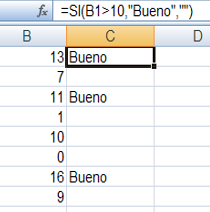 fx =SI(B1>10,"Bueno","")
B C D
13 Bueno
7
11 Bueno
1
10
0
16 Bueno
9